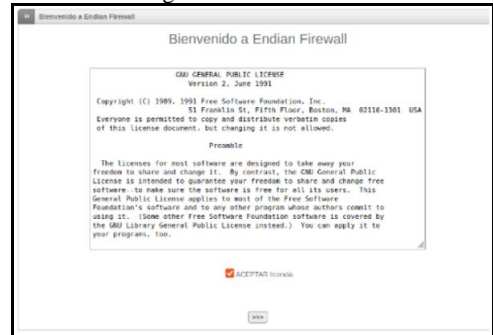 Bienvenido a Endian Firewall
Bienvenido a Endian Firewall
GNU GENERAL PUBLIC LICENSE
Version 2, June 1991
Copyright (C) 1989, 1991 Free Software Foundation, Inc.
51 Franklin St, Fifth Floor, Boston, MA 02110-1301 USA
Everyone is permitted to copy and distribute verbatim copies
of this license document, but changing it is not allowed.
Preamble
The licenses for most software are designed to take away your
freedom to share and change it. By contrast, the GNU General Public
License is intended to guarantee your freedom to share and change free
software--to make sure the software is free for all its users. This
General Public License applies to most of the Free Software
Foundation's software and to any other program whose authors commit to
using it. (Some other Free Software Foundation software is covered by
the GNU Library General Public License instead.) You can apply it to
your programs, too.
ACEPTAR licencia
>>>